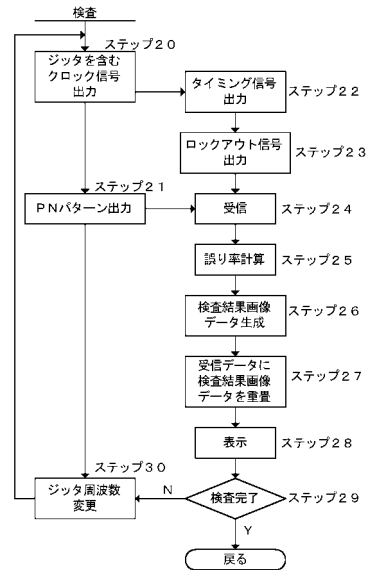 検査
ステップ20
ジッタを含む
クロック信号
出力
タイミング信号
出力
ステップ22
ロックアウト信号
出力
ステップ23
ステップ21
PNパターン出力
受信
ステップ24
誤り率計算
ステップ25
検査結果画像
データ生成
ステップ26
受信データに
検査結果画像
データを重畳
ステップ27
表示
ステップ28
ステップ30
ジッタ周波数
変更
N
検査完了
ステップ29
Y
戻る